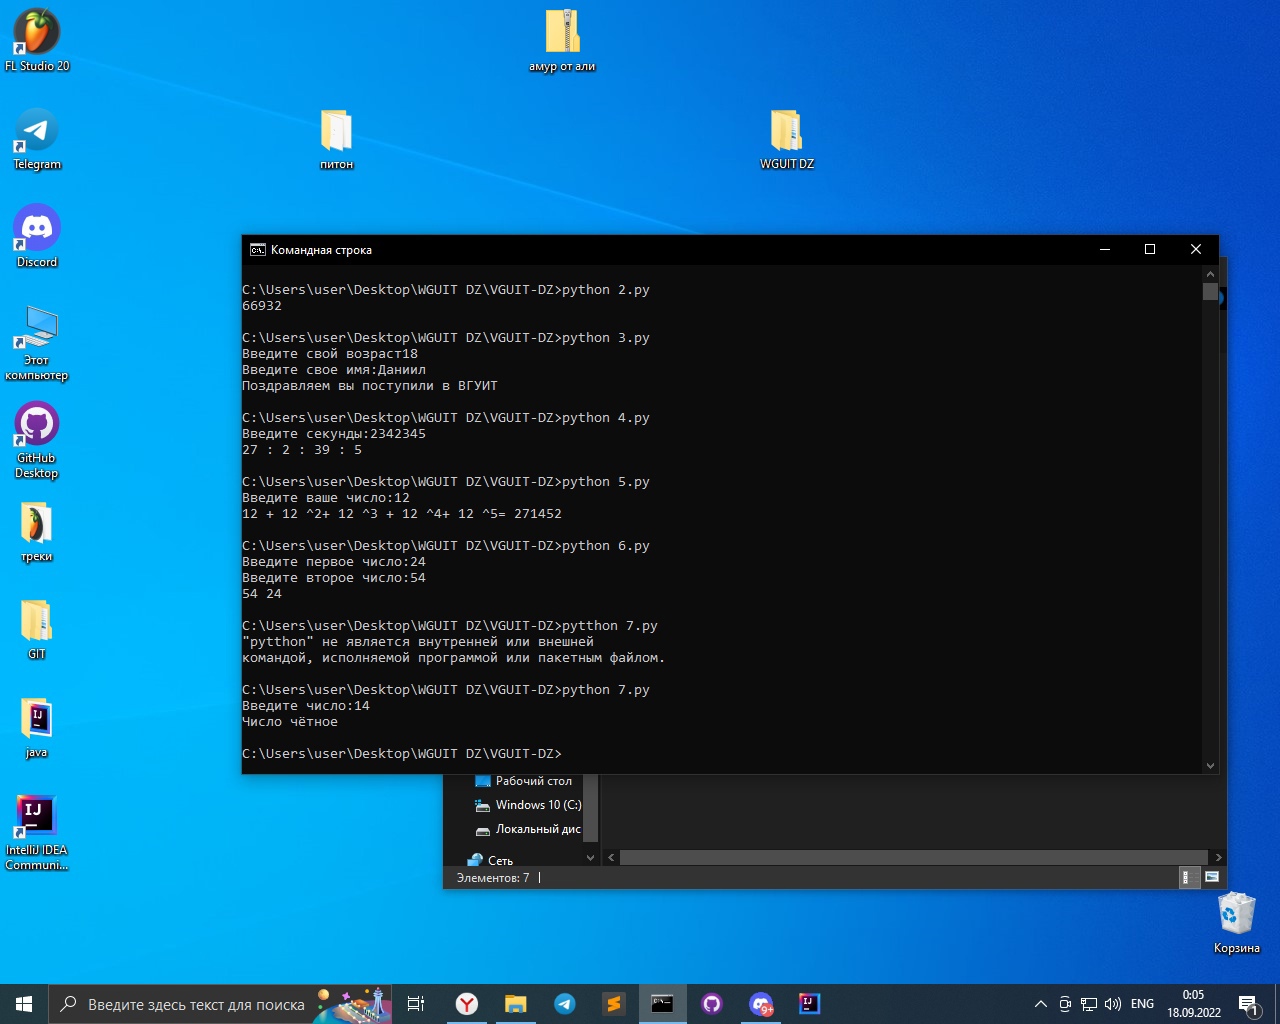 FL Studio 20
амур от али
Telegram
питон
WGUIT DZ
Discord
Этот
компьютер
GitHub
Desktop
треки
GIT
java
IntelliJ IDEA
Communi...
Командная строка
C:\Users\user\Desktop\WGUIT DZ\VGUIT-DZ>python 2.py
66932
C:\Users\user\Desktop\WGUIT DZ\VGUIT-DZ>python 3.py
Введите свой возраст18
Введите свое имя:Даниил
Поздравляем вы поступили в ВГУИТ
C:\Users\user\Desktop\WGUIT DZ\VGUIT-DZ>python 4.py
Введите секунды:2342345
27 : 2 : 39 : 5
C:\Users\user\Desktop\WGUIT DZ\VGUIT-DZ>python 5.py
Введите ваше число:12
12 + 12 ^2+ 12 ^3 + 12 ^4+ 12 ^5= 271452
C:\Users\user\Desktop\WGUIT DZ\VGUIT-DZ>python 6.py
Введите первое число:24
Введите второе число:54
54 24
C:\Users\user\Desktop\WGUIT DZ\VGUIT-DZ>pytthon 7.py
"pytthon" не является внутренней или внешней
командой, исполняемой программой или пакетным файлом.
C:\Users\user\Desktop\WGUIT DZ\VGUIT-DZ>python 7.py
Введите число:14
Число чётное
C:\Users\user\Desktop\WGUIT DZ\VGUIT-DZ>
Рабочий стол
Windows 10 (C:)
Локальный дис
Сеть
Элементов: 7
Корзина
Введите здесь текст для поиска
9+
ENG
0:05
18.09.2022
1